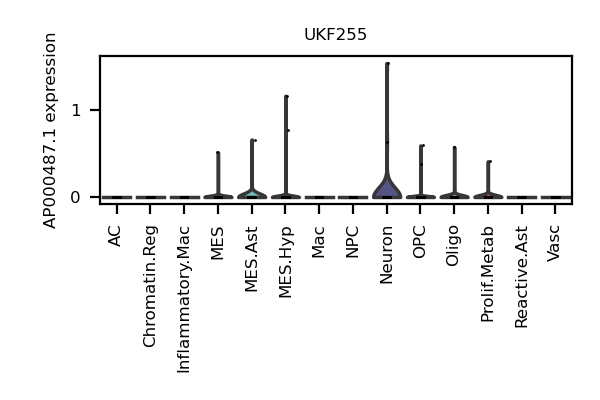 UKF255
AP000487.1 expression
1
0
AC
Chromatin.Reg
Inflammatory.Mac
MES
MES.Ast
MES.Hyp
Mac
NPC
Neuron
OPC
Oligo
Prolif.Metab
Reactive.Ast
Vasc